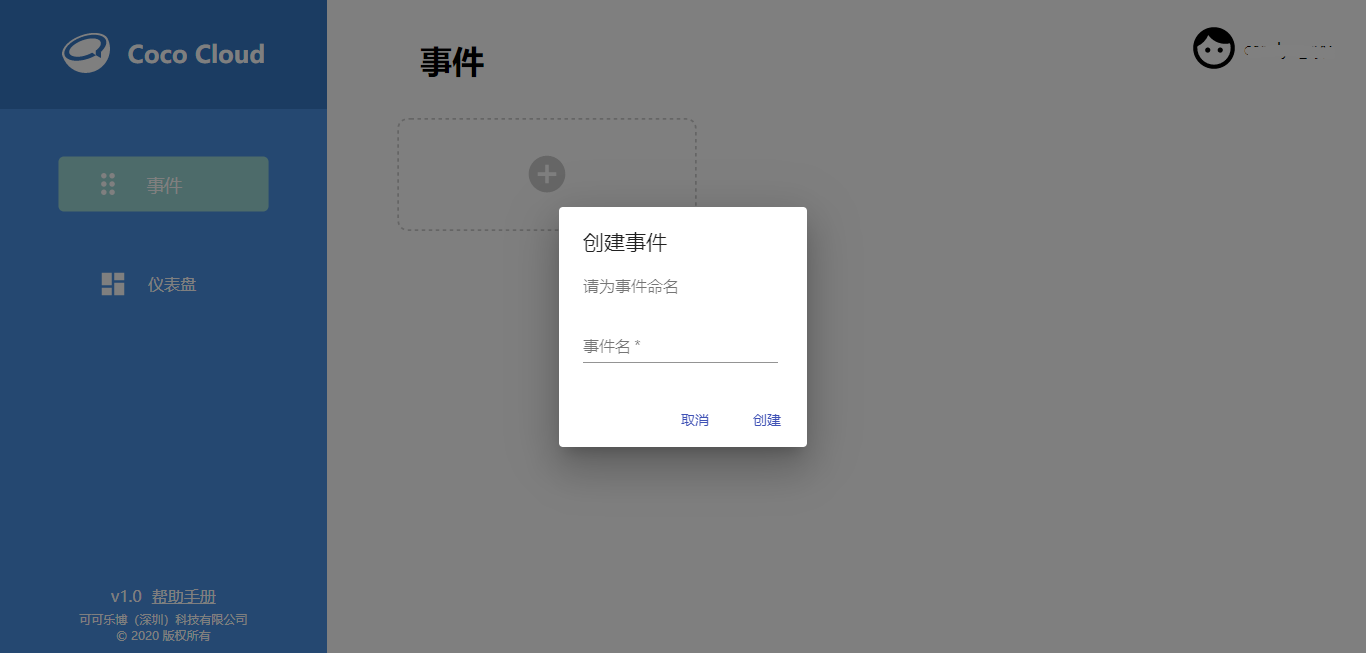 Coco Cloud
事件
事件
仪表盘
创建事件
请为事件命名
事件名 *
取消 创建
v1.0 帮助手册
可可乐博（深圳）科技有限公司
© 2020 版权所有